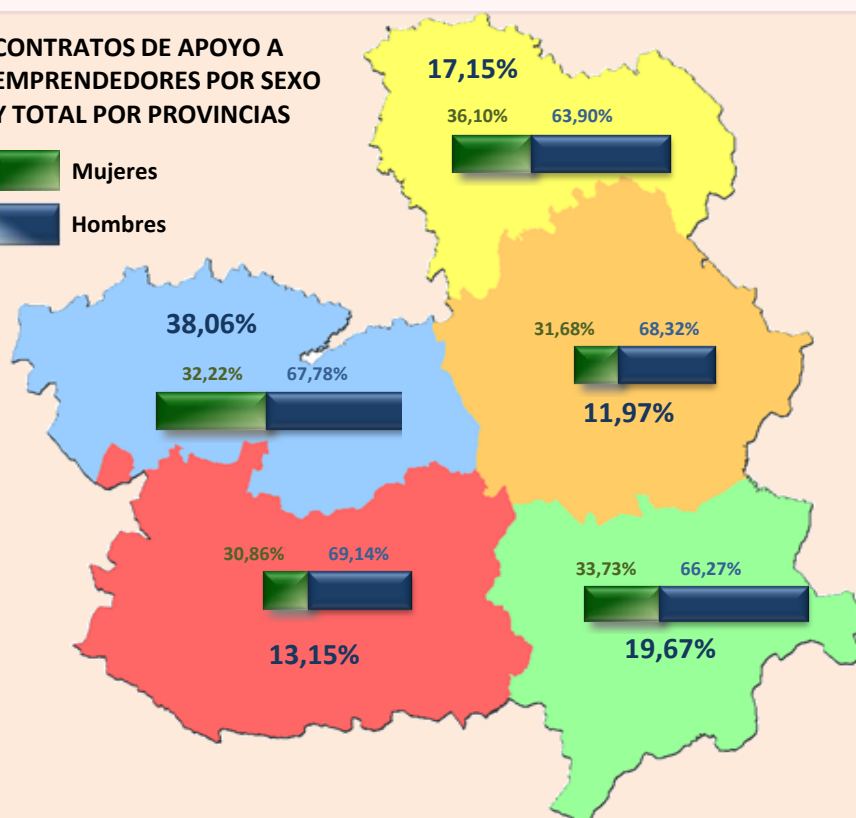 CONTRATOS DE APOYO A
EMPRENDEDORES POR SEXO
Y TOTAL POR PROVINCIAS
Mujeres
Hombres
17,15%
36,10% 63,90%
38,06%
32,22% 67,78%
31,68% 68,32%
11,97%
30,86% 69,14%
13,15%
33,73% 66,27%
19,67%